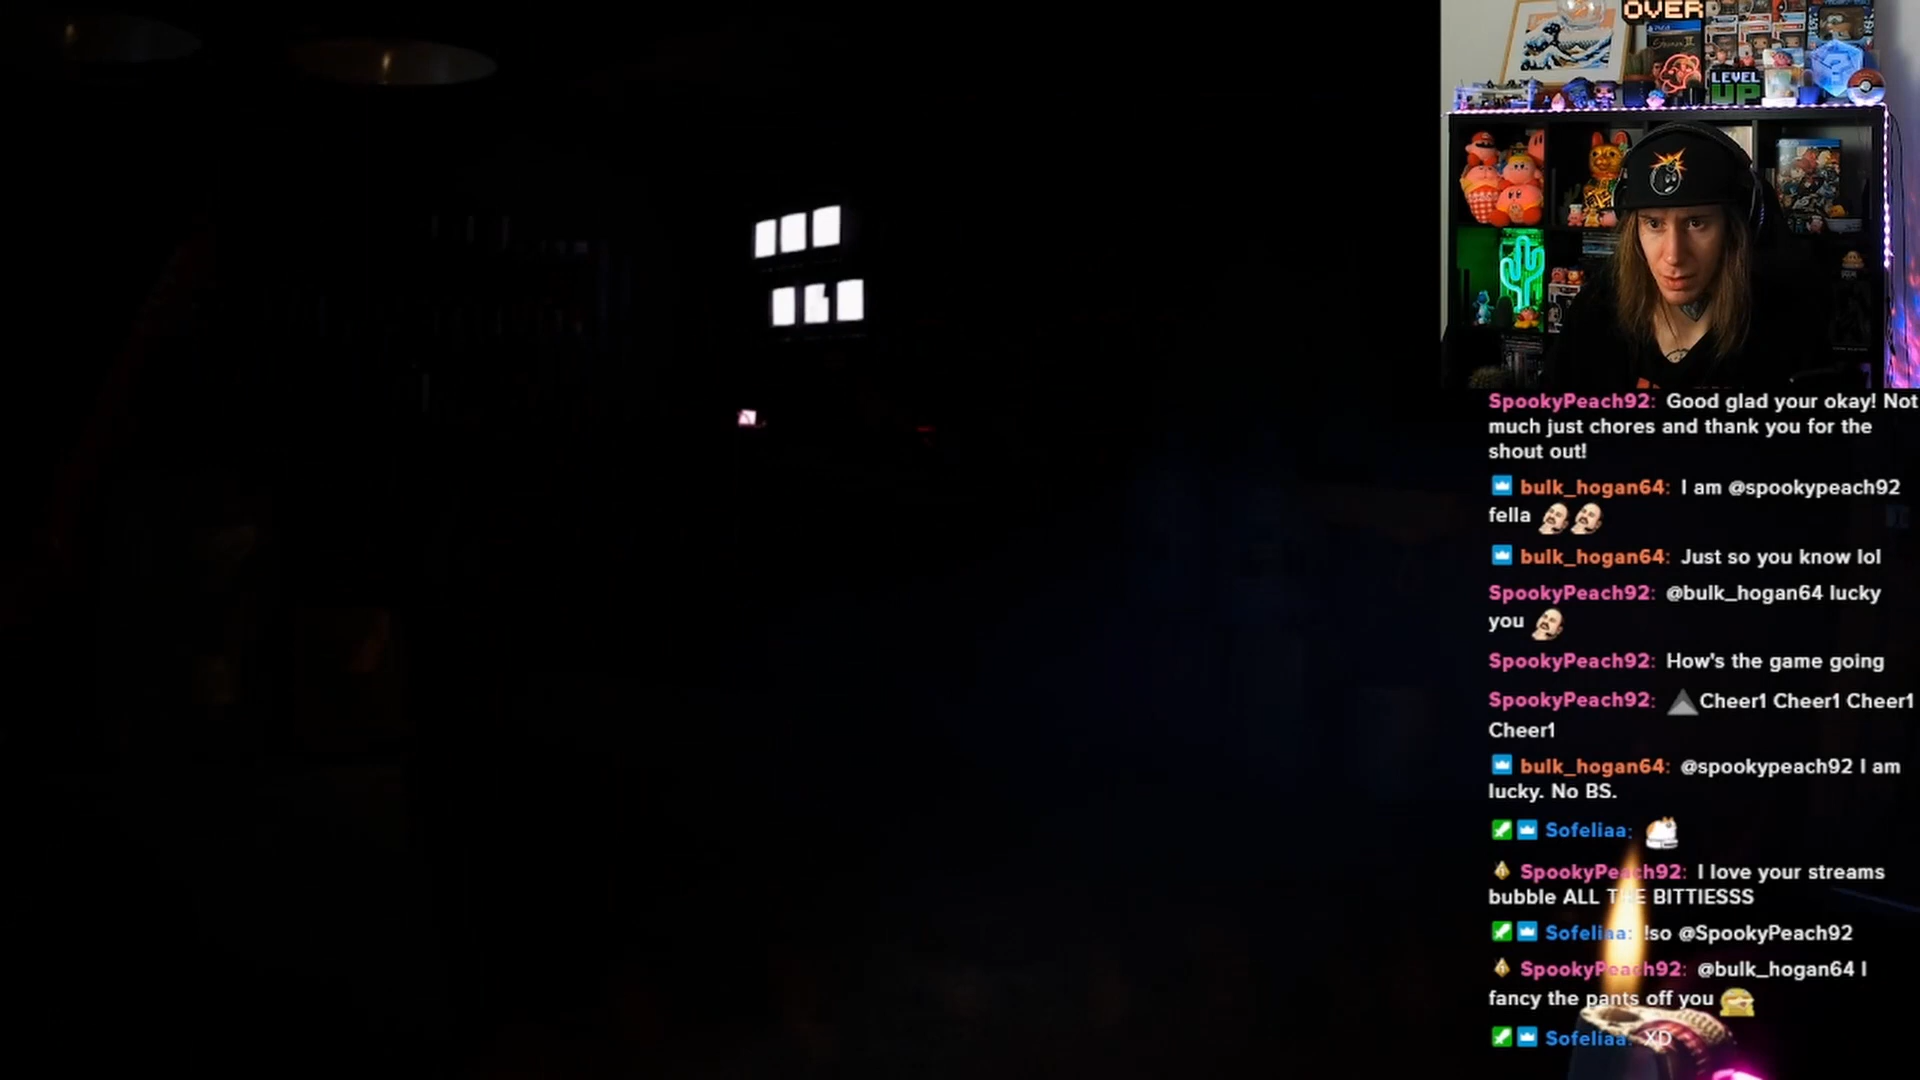 OVER
LEVEL
UP
SpookyPeach92: Good glad your okay! Not
much just chores and thank you for the
shout out!
bulk_hogan64: I am @spookypeach92
fella
bulk_hogan64: Just so you know lol
SpookyPeach92: @bulk_hogan64 lucky
you
SpookyPeach92: How's the game going
SpookyPeach92: Cheer1 Cheer1 Cheer1
Cheer1
bulk_hogan64: @spookypeach92 I am
lucky. No BS.
Sofeliaa:
SpookyPeach92: I love your streams
bubble ALL THE BITTIESSS
Sofeliaa: !so @SpookyPeach92
SpookyPeach92: @bulk_hogan64 I
fancy the pants off you
Sofeliaa: XD